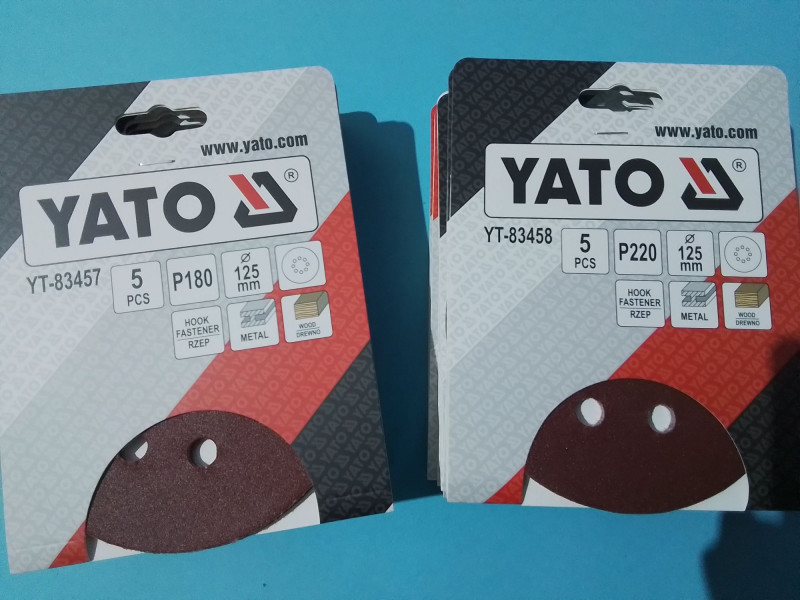 www.yato.com
YATO ®
YT-83457
5
PCS
P180
Ø
125
mm
HOOK
FASTENER
RZEP
METAL
WOOD
DREWNO
www.yato.com
YATO ®
YT-83458
5
PCS
P220
Ø
125
mm
HOOK
FASTENER
RZEP
METAL
WOOD
DREWNO